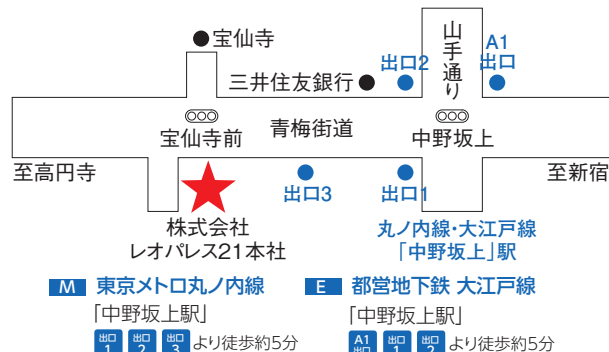 宝仙寺
山手通り
A1
出口
出口2
三井住友銀行
宝仙寺前
青梅街道
中野坂上
至高円寺
至新宿
出口3
出口1
株式会社
レオパレス21本社
丸ノ内線・大江戸線
「中野坂上」駅
M 東京メトロ丸ノ内線
「中野坂上駅」
出口1 出口2 出口3 より徒歩約5分
E 都営地下鉄 大江戸線
「中野坂上駅」
A1出口 出口1 出口2 より徒歩約5分